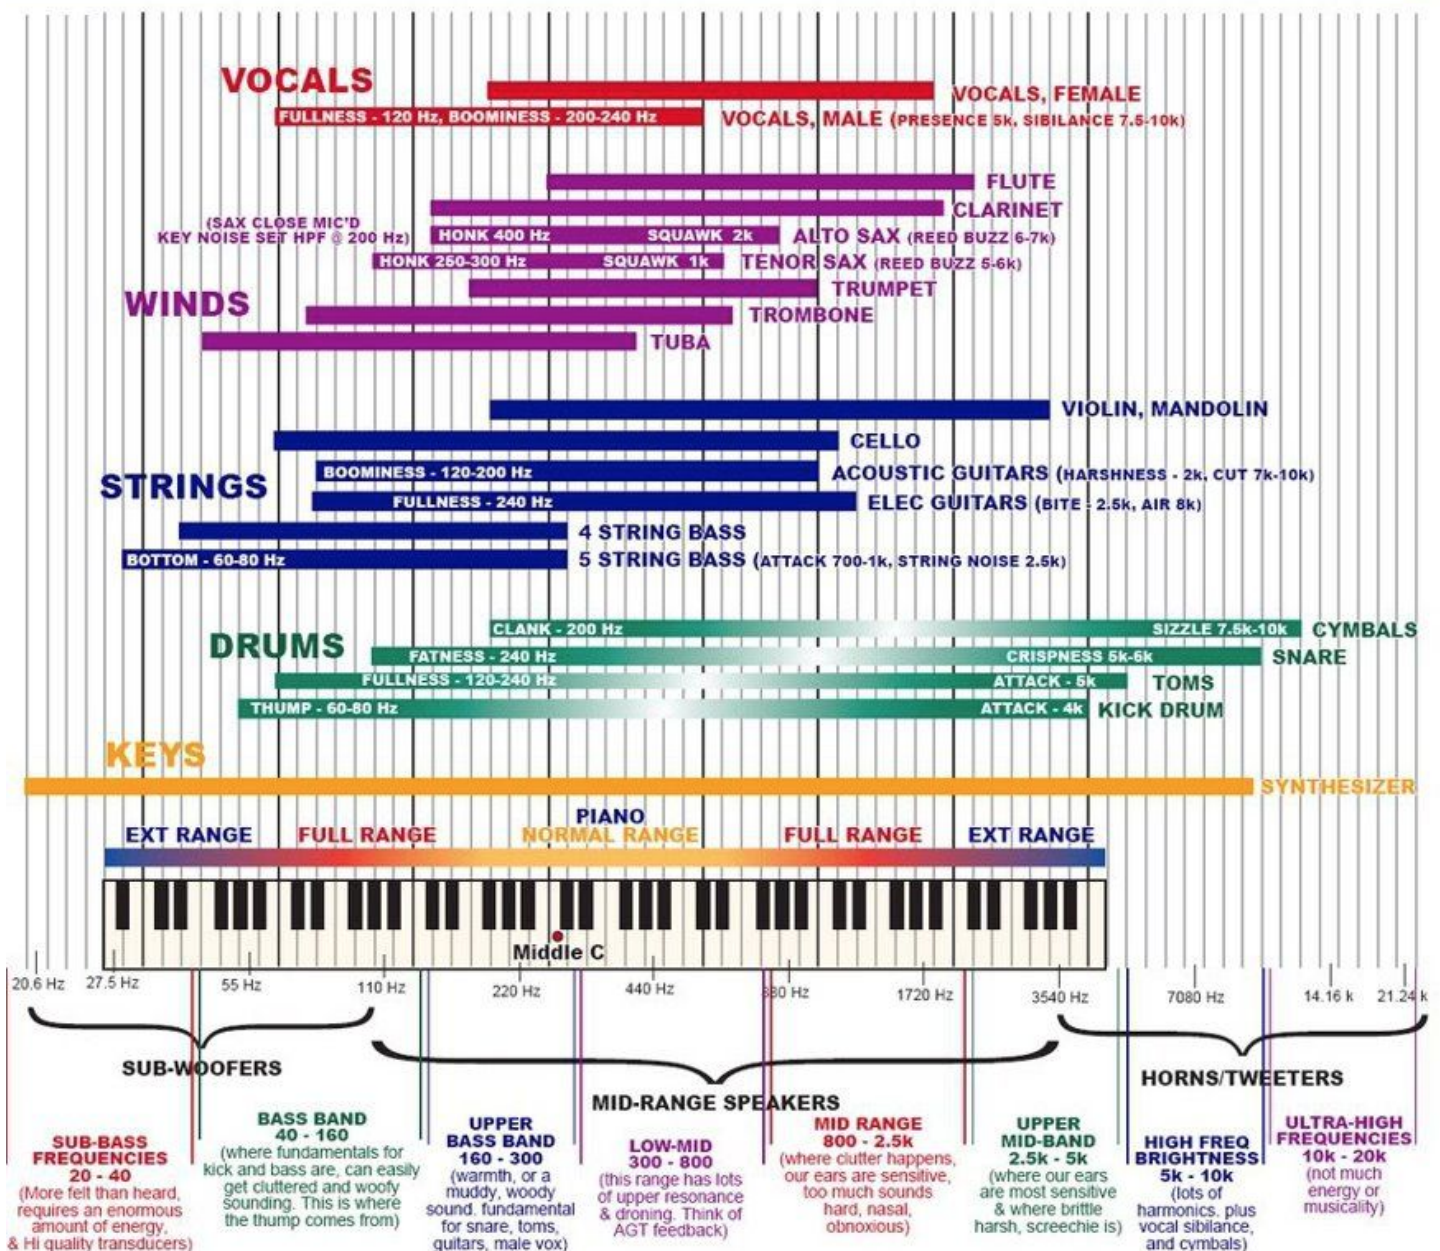 VOCALS
VOCALS, FEMALE
FULLNESS - 120 Hz, BOOMINESS - 200-240 Hz
VOCALS, MALE (PRESENCE 5k, SIBILANCE 7.5-10k)
FLUTE
CLARINET
(SAX CLOSE MIC'D
KEY NOISE SET HPF @ 200 Hz)
HONK 400 Hz SQUAWK 2k
ALTO SAX (REED BUZZ 6-7k)
HONK 250-300 Hz SQUAWK 1k
TENOR SAX (REED BUZZ 5-6k)
TRUMPET
WINDS
TROMBONE
TUBA
VIOLIN, MANDOLIN
CELLO
BOOMINESS - 120-200 Hz
ACOUSTIC GUITARS (HARSHNESS - 2k, CUT 7k-10k)
STRINGS
FULLNESS - 240 Hz
ELEC GUITARS (BITE - 2.5k, AIR 8k)
4 STRING BASS
BOTTOM - 60-80 Hz
5 STRING BASS (ATTACK 700-1k, STRING NOISE 2.5k)
CLANK - 200 Hz SIZZLE 7.5k-10k
CYMBALS
DRUMS
FATNESS - 240 Hz CRISPNESS 5k-6k
SNARE
FULLNESS - 120-240 Hz ATTACK - 5k
TOMS
THUMP - 60-80 Hz ATTACK - 4k
KICK DRUM
KEYS
SYNTHESIZER
PIANO
EXT RANGE FULL RANGE NORMAL RANGE FULL RANGE EXT RANGE
Middle C
20.6 Hz 27.5 Hz 55 Hz 110 Hz 220 Hz 440 Hz 880 Hz 1720 Hz 3540 Hz 7080 Hz 14.16 k 21.24 k
SUB-WOOFERS
MID-RANGE SPEAKERS
HORNS/TWEETERS
SUB-BASS
FREQUENCIES
20 - 40
(More felt than heard,
requires an enormous
amount of energy,
& Hi quality transducers)
BASS BAND
40 - 160
(where fundamentals for
kick and bass are, can easily
get cluttered and woofy
sounding. This is where
the thump comes from)
UPPER
BASS BAND
160 - 300
(warmth, or a
muddy, woody
sound. fundamental
for snare, toms,
guitars, male vox)
LOW-MID
300 - 800
(this range has lots
of upper resonance
& droning. Think of
AGT feedback)
MID RANGE
800 - 2.5k
(where clutter happens,
our ears are sensitive,
too much sounds
hard, nasal,
obnoxious)
UPPER
MID-BAND
2.5k - 5k
(where our ears
are most sensitive
& where brittle
harsh, screechie is)
HIGH FREQ
BRIGHTNESS
5k - 10k
(lots of
harmonics. plus
vocal sibilance,
and cymbals)
ULTRA-HIGH
FREQUENCIES
10k - 20k
(not much
energy or
musicality)